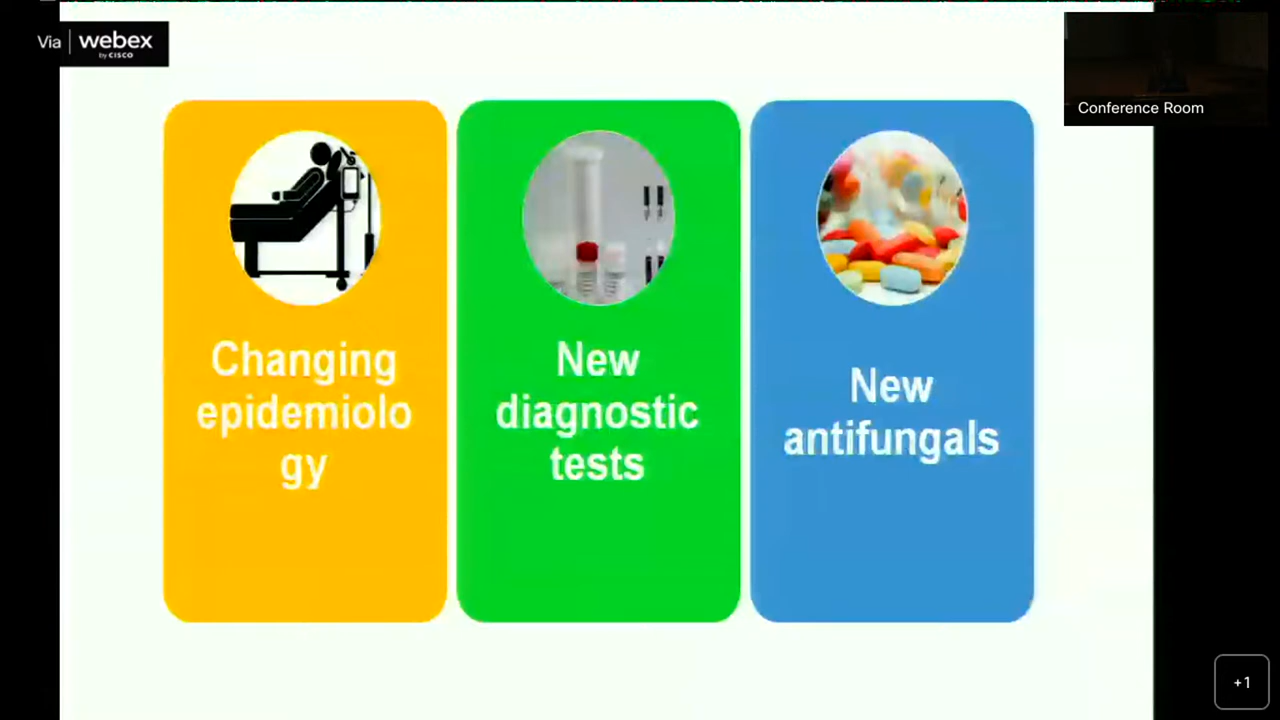 Via webex
by CISCO
Conference Room
Changing
epidemiolo
gy
New
diagnostic
tests
New
antifungals
+1